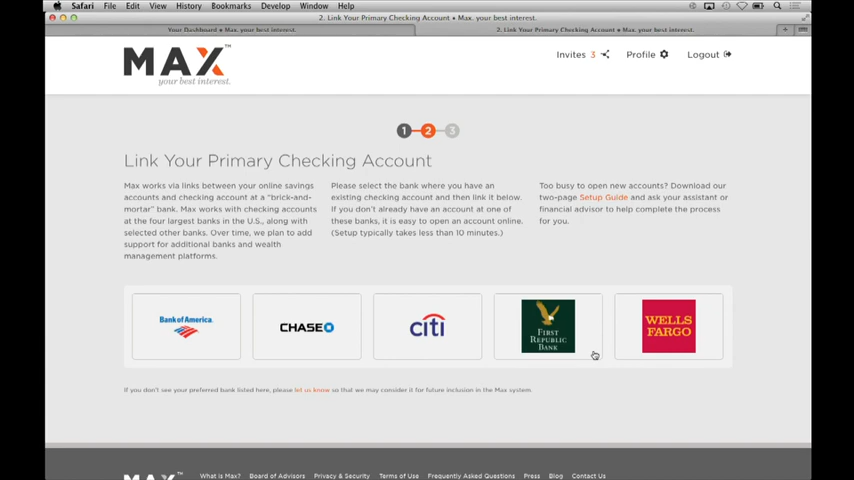 Safari File Edit View History Bookmarks Develop Window Help
2. Link Your Primary Checking Account • Max. your best interest.
Your Dashboard • Max. your best interest.
2. Link Your Primary Checking Account • Max. your best interest.
MAX™
your best interest.
Invites 3 Profile Logout
1 2 3
Link Your Primary Checking Account
Max works via links between your online savings
accounts and checking account at a "brick-and-
mortar" bank. Max works with checking accounts
at the four largest banks in the U.S., along with
selected other banks. Over time, we plan to add
support for additional banks and wealth
management platforms.
Please select the bank where you have an
existing checking account and then link it below.
If you don't already have an account at one of
these banks, it is easy to open an account online.
(Setup typically takes less than 10 minutes.)
Too busy to open new accounts? Download our
two-page Setup Guide and ask your assistant or
financial advisor to help complete the process
for you.
Bank of America
CHASE
citi
FIRST
REPUBLIC
BANK
WELLS
FARGO
If you don't see your preferred bank listed here, please let us know so that we may consider it for future inclusion in the Max system.
MAX™
What is Max? Board of Advisors Privacy & Security Terms of Use Frequently Asked Questions Press Blog Contact Us